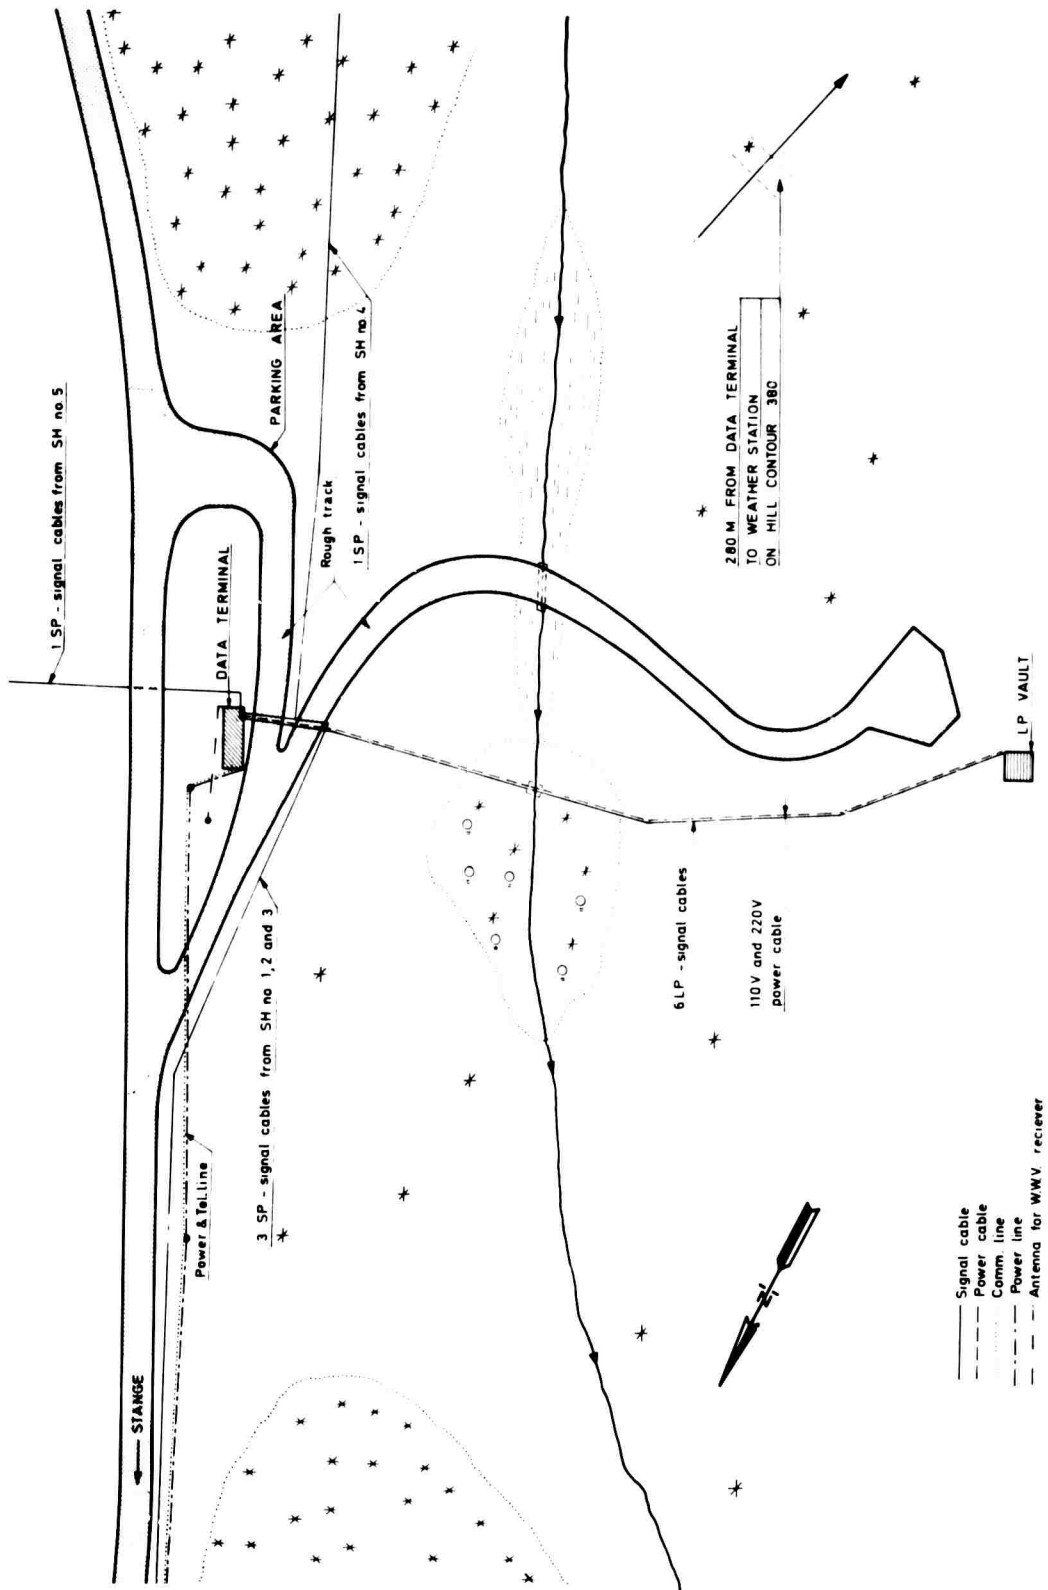 STANGE
Power & Tel.line
3 SP - signal cables from SH no 1,2 and 3
1 SP - signal cables from SH no. 5
DATA TERMINAL
PARKING AREA
Rough track
1 SP - signal cables from SH no. 4
6 LP - signal cables
110V and 220V
power cable
LP VAULT
280 M FROM DATA TERMINAL
TO WEATHER STATION
ON HILL CONTOUR 380
N
Signal cable
Power cable
Comm. line
Power line
Antenna for W.W.V. reciever